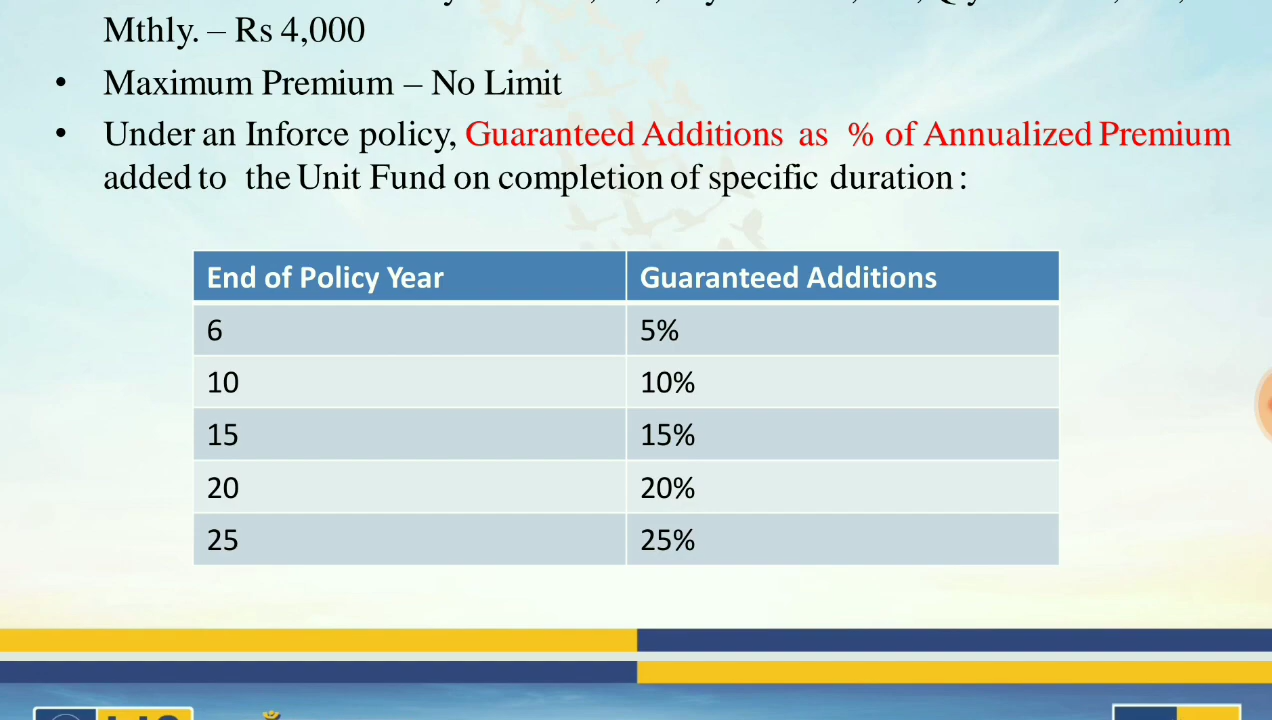 Mthly. – Rs 4,000
• Maximum Premium – No Limit
• Under an Inforce policy, Guaranteed Additions as % of Annualized Premium
added to the Unit Fund on completion of specific duration :
End of Policy Year Guaranteed Additions
6 5%
10 10%
15 15%
20 20%
25 25%